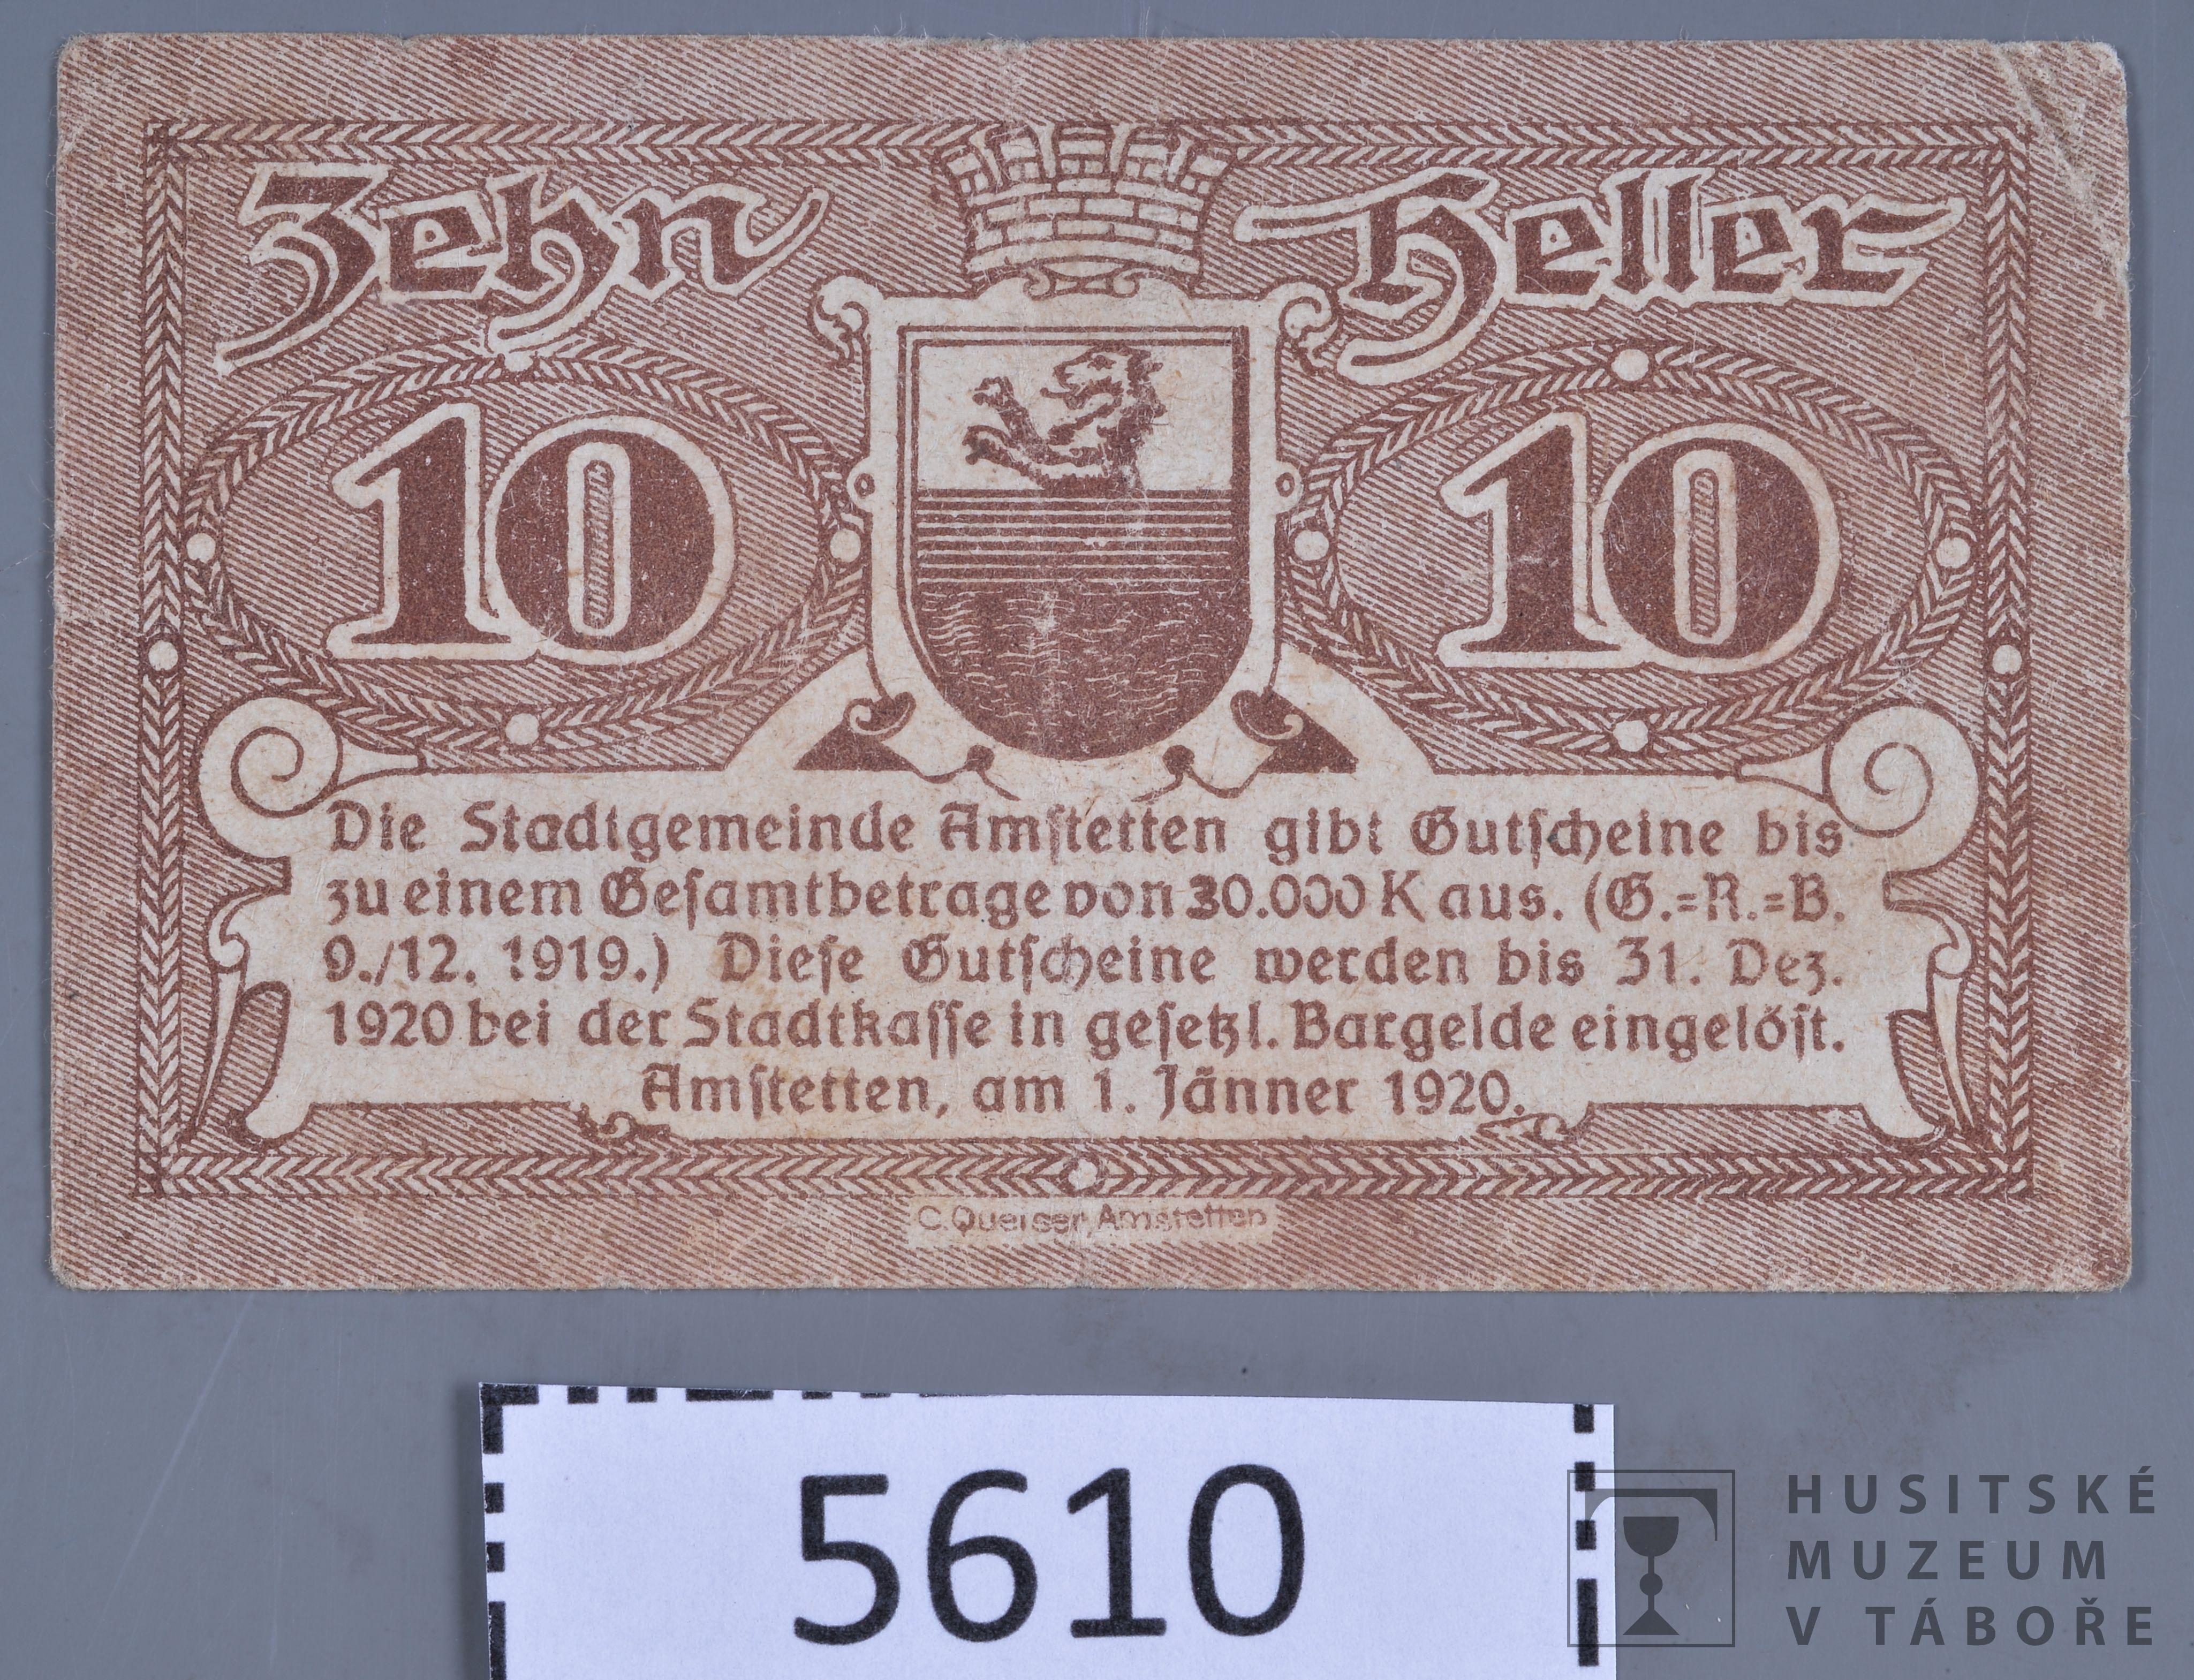 Zehn Heller
10 10
Die Stadtgemeinde Amſtetten gibt Gutſcheine bis
zu einem Geſamtbetrage von 30.000 K aus. (G.=R.=B.
9./12. 1919.) Dieſe Gutſcheine werden bis 31. Dez.
1920 bei der Stadtkaſſe in geſetzl. Bargelde eingelöſt.
Amſtetten, am 1. Jänner 1920.
C. Queiser, Amstetten
5610
HUSITSKÉ
MUZEUM
V TÁBOŘE